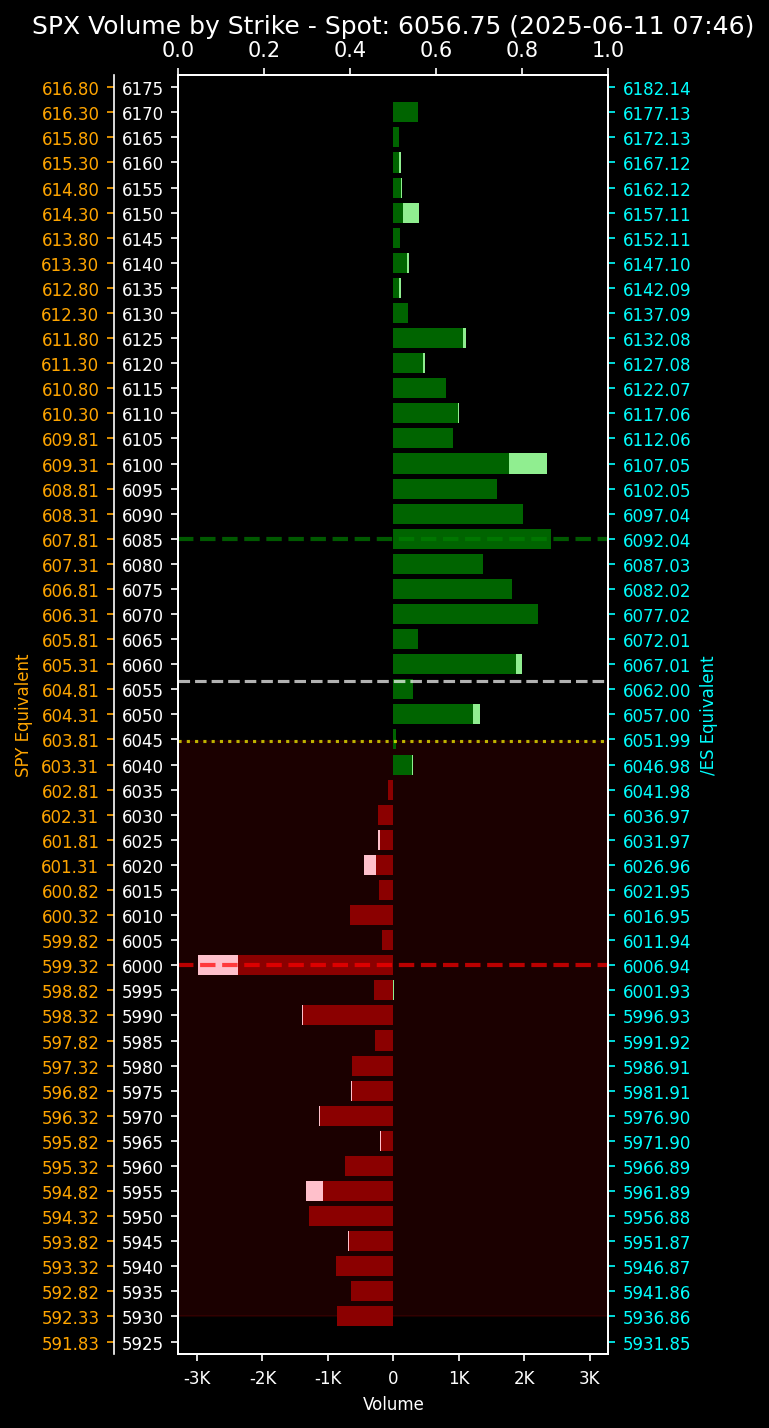 SPX Volume by Strike - Spot: 6056.75 (2025-06-11 07:46)
0.0 0.2 0.4 0.6 0.8 1.0
616.80 6175 6182.14
616.30 6170 6177.13
615.80 6165 6172.13
615.30 6160 6167.12
614.80 6155 6162.12
614.30 6150 6157.11
613.80 6145 6152.11
613.30 6140 6147.10
612.80 6135 6142.09
612.30 6130 6137.09
611.80 6125 6132.08
611.30 6120 6127.08
610.80 6115 6122.07
610.30 6110 6117.06
609.81 6105 6112.06
609.31 6100 6107.05
608.81 6095 6102.05
608.31 6090 6097.04
607.81 6085 6092.04
607.31 6080 6087.03
606.81 6075 6082.02
606.31 6070 6077.02
605.81 6065 6072.01
605.31 6060 6067.01
604.81 6055 6062.00
604.31 6050 6057.00
603.81 6045 6051.99
603.31 6040 6046.98
602.81 6035 6041.98
602.31 6030 6036.97
601.81 6025 6031.97
601.31 6020 6026.96
600.82 6015 6021.95
600.32 6010 6016.95
599.82 6005 6011.94
599.32 6000 6006.94
598.82 5995 6001.93
598.32 5990 5996.93
597.82 5985 5991.92
597.32 5980 5986.91
596.82 5975 5981.91
596.32 5970 5976.90
595.82 5965 5971.90
595.32 5960 5966.89
594.82 5955 5961.89
594.32 5950 5956.88
593.82 5945 5951.87
593.32 5940 5946.87
592.82 5935 5941.86
592.33 5930 5936.86
591.83 5925 5931.85
SPY Equivalent
/ES Equivalent
-3K -2K -1K 0 1K 2K 3K
Volume